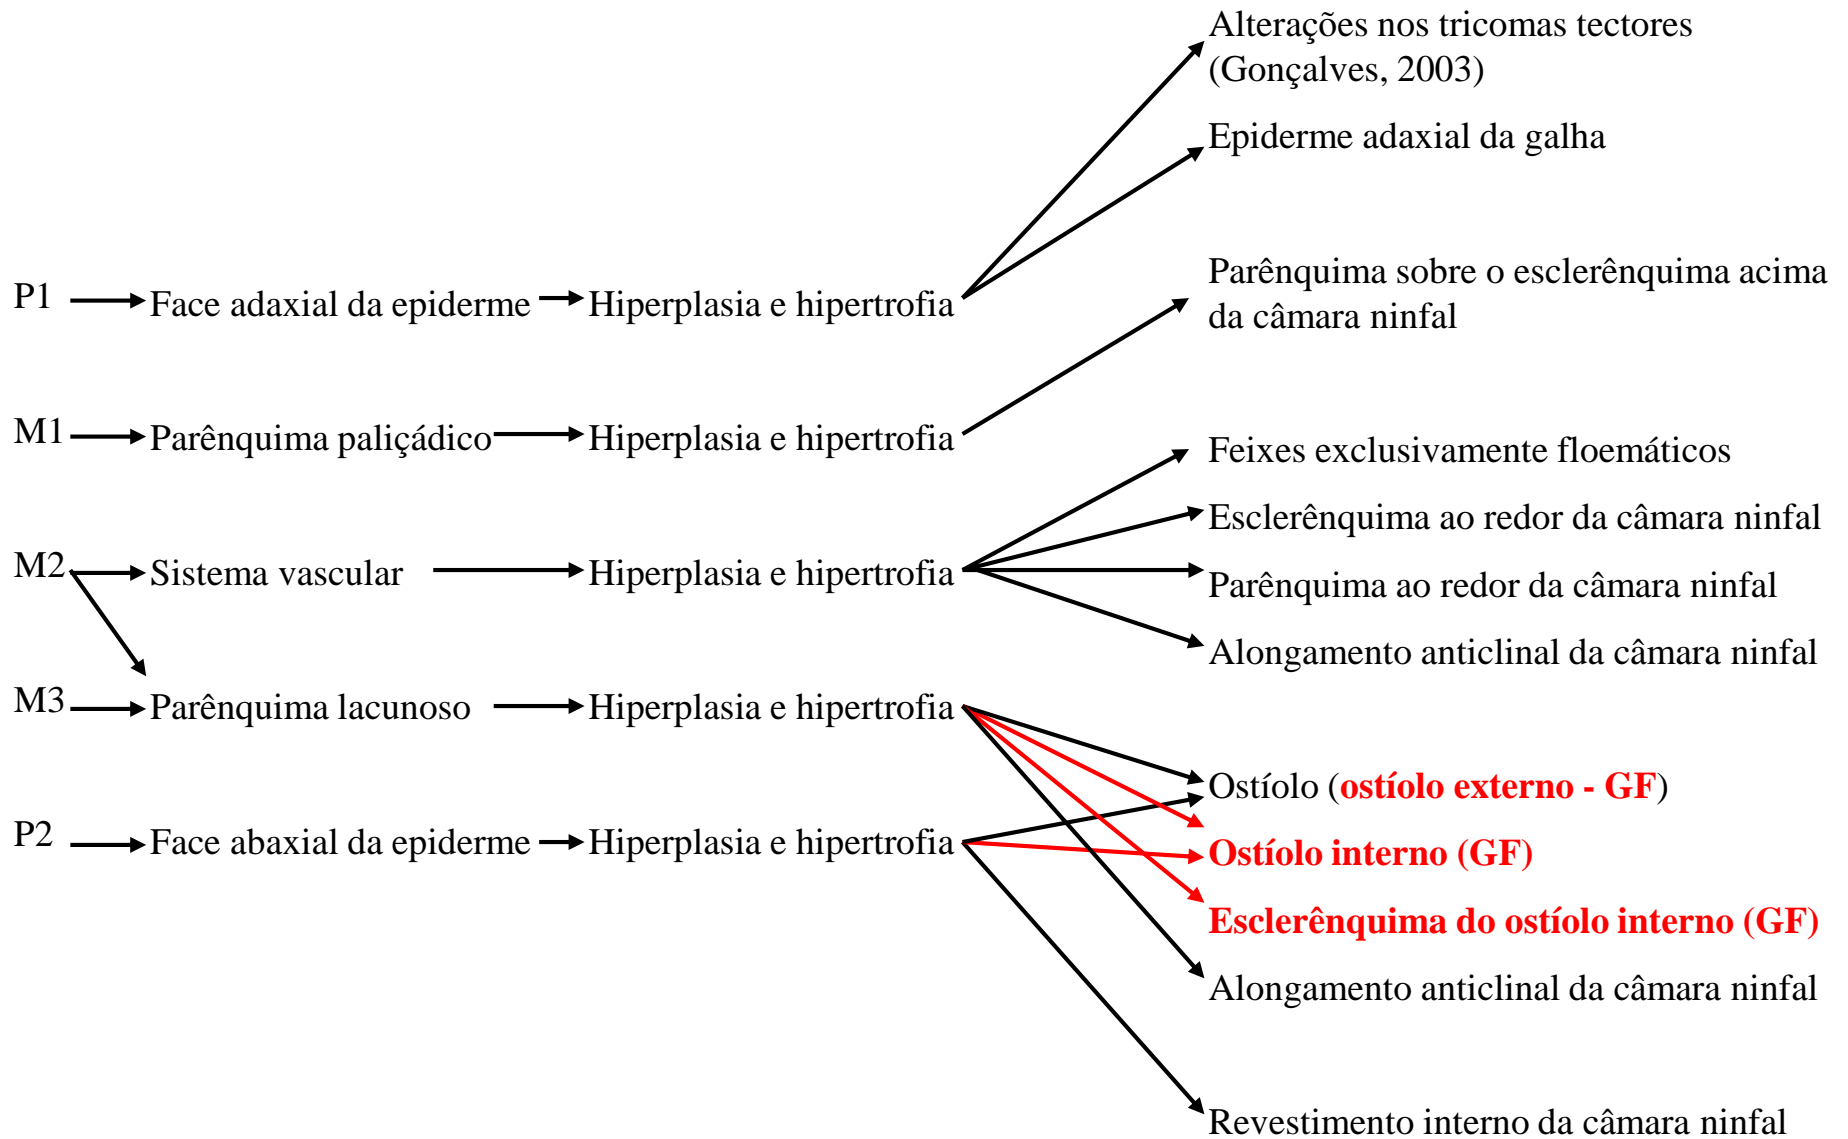 Alterações nos tricomas tectores
(Gonçalves, 2003)
Epiderme adaxial da galha
P1 Face adaxial da epiderme Hiperplasia e hipertrofia
Parênquima sobre o esclerênquima acima
da câmara ninfal
M1 Parênquima paliçádico Hiperplasia e hipertrofia
Feixes exclusivamente floemáticos
Esclerênquima ao redor da câmara ninfal
M2 Sistema vascular Hiperplasia e hipertrofia
Parênquima ao redor da câmara ninfal
Alongamento anticlinal da câmara ninfal
M3 Parênquima lacunoso Hiperplasia e hipertrofia
Ostíolo (ostíolo externo - GF)
P2 Face abaxial da epiderme Hiperplasia e hipertrofia
Ostíolo interno (GF)
Esclerênquima do ostíolo interno (GF)
Alongamento anticlinal da câmara ninfal
Revestimento interno da câmara ninfal